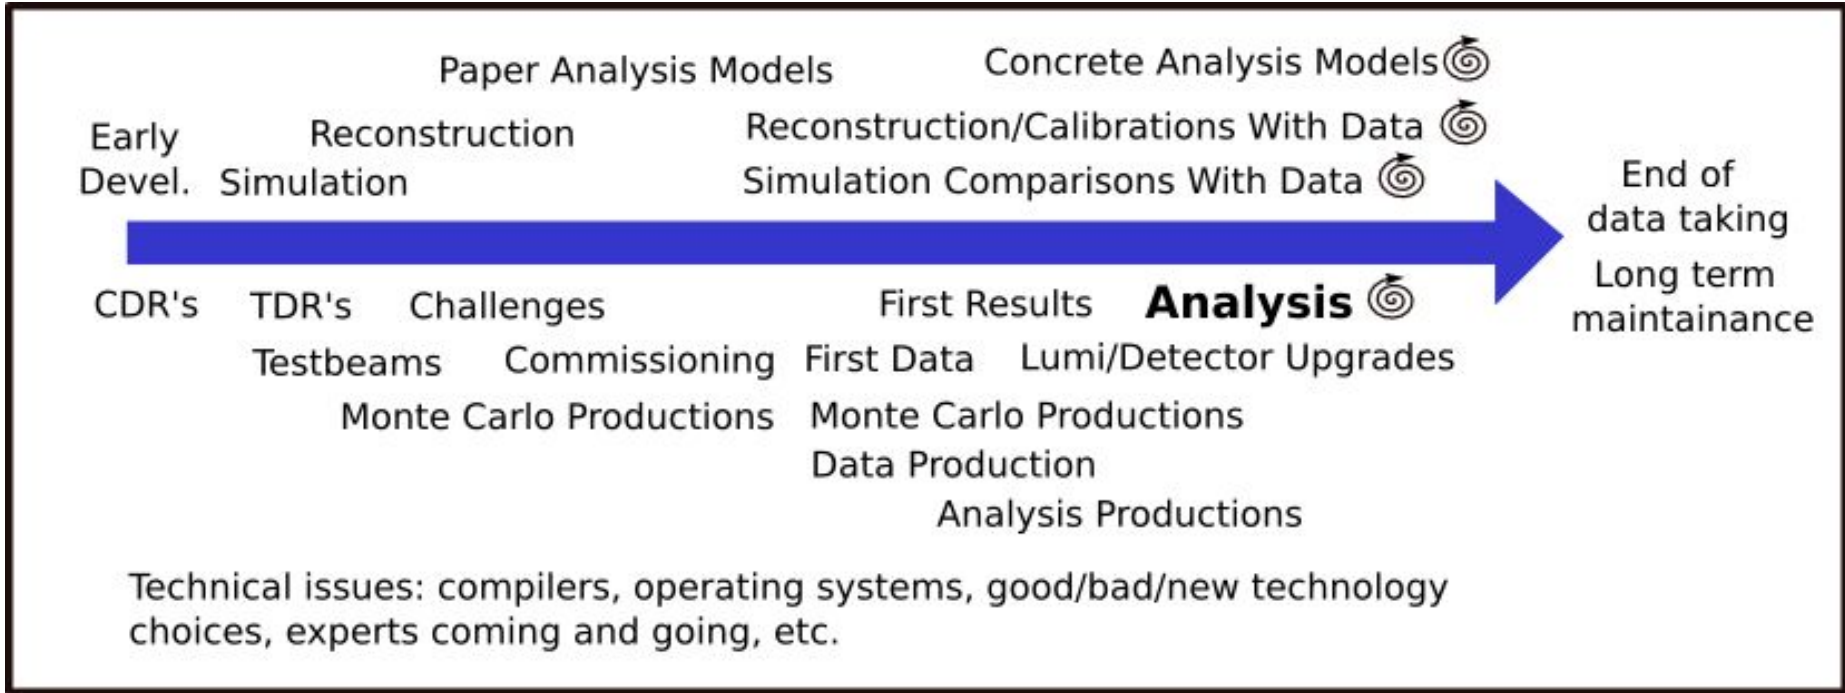 Paper Analysis Models
Concrete Analysis Models
Early
Devel.
Reconstruction
Simulation
Reconstruction/Calibrations With Data
Simulation Comparisons With Data
End of
data taking
Long term
maintainance
CDR's
TDR's
Challenges
First Results
Analysis
Testbeams
Commissioning
First Data
Lumi/Detector Upgrades
Monte Carlo Productions
Monte Carlo Productions
Data Production
Analysis Productions
Technical issues: compilers, operating systems, good/bad/new technology
choices, experts coming and going, etc.